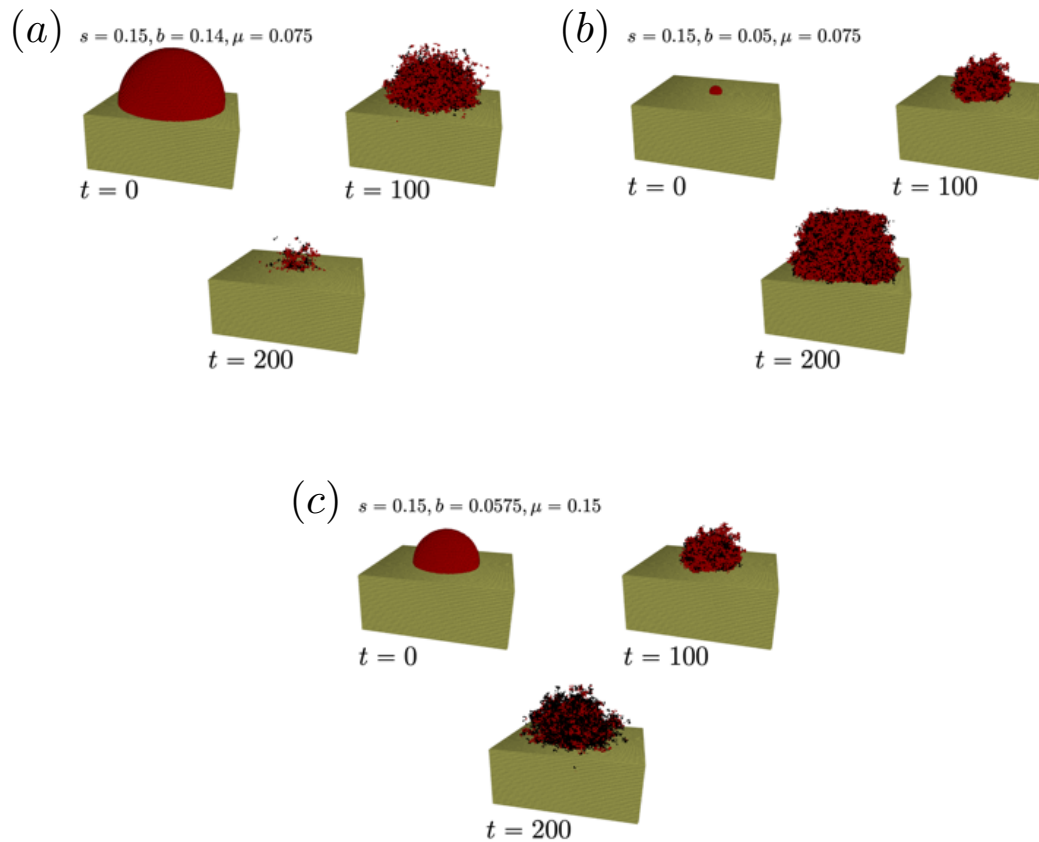 (a) s = 0.15, b = 0.14, μ = 0.075
t = 0
t = 100
t = 200
(b) s = 0.15, b = 0.05, μ = 0.075
t = 0
t = 100
t = 200
(c) s = 0.15, b = 0.0575, μ = 0.15
t = 0
t = 100
t = 200